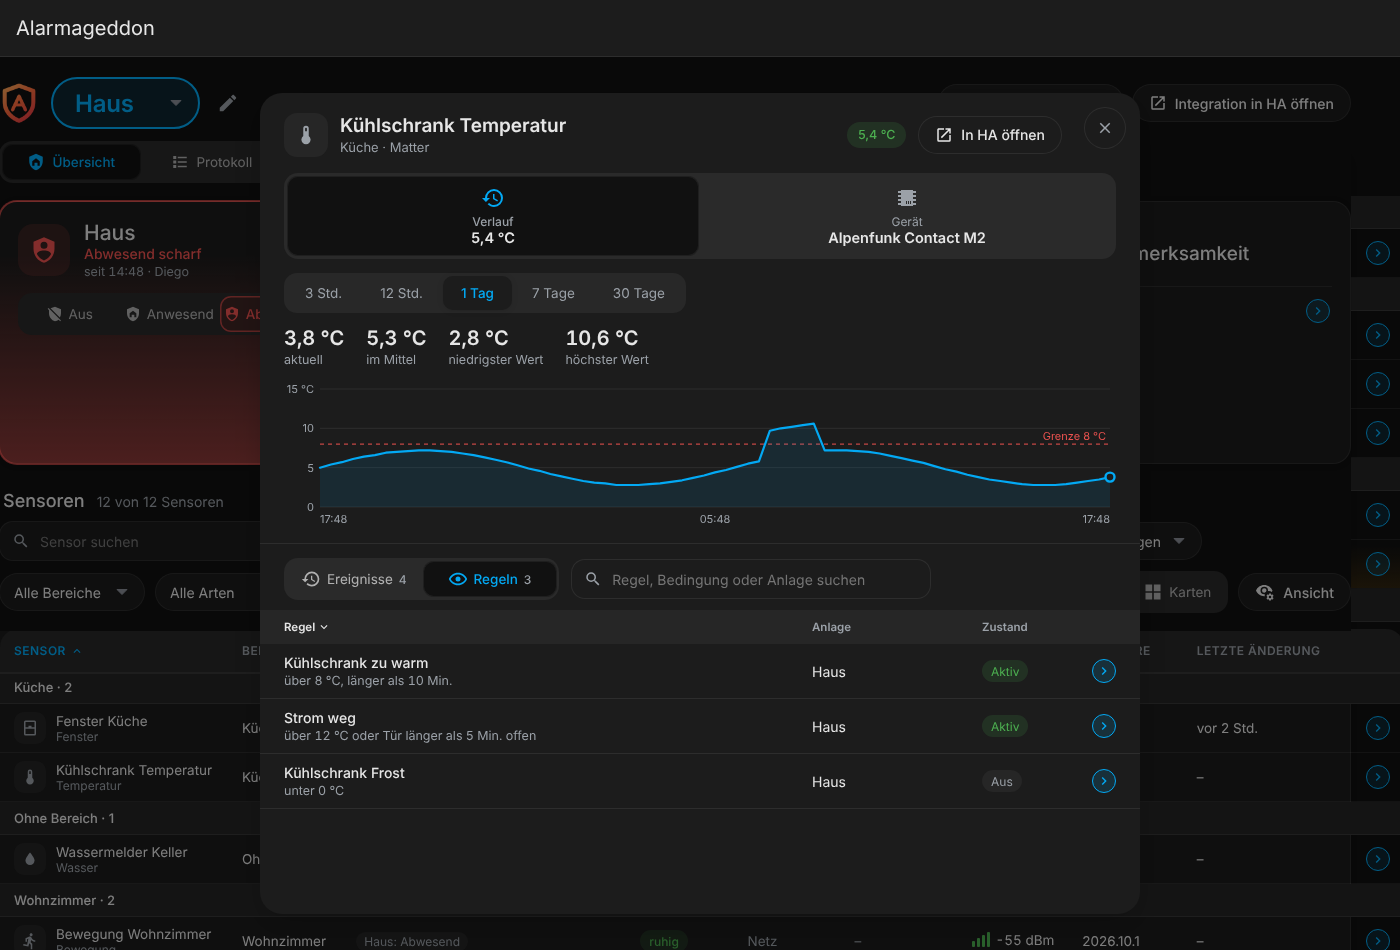 Alarmageddon
Haus
Integration in HA öffnen
Übersicht
Protokoll
Haus
Abwesend scharf
seit 14:48 · Diego
Aus
Anwesend
merksamkeit
Kühlschrank Temperatur
Küche · Matter
5,4 °C
In HA öffnen
Verlauf
5,4 °C
Gerät
Alpenfunk Contact M2
3 Std.
12 Std.
1 Tag
7 Tage
30 Tage
3,8 °C
aktuell
5,3 °C
im Mittel
2,8 °C
niedrigster Wert
10,6 °C
höchster Wert
15 °C
10
5
0
Grenze 8 °C
17:48
05:48
17:48
Ereignisse 4
Regeln 3
Regel, Bedingung oder Anlage suchen
Regel
Anlage
Zustand
Kühlschrank zu warm
über 8 °C, länger als 10 Min.
Haus
Aktiv
Strom weg
über 12 °C oder Tür länger als 5 Min. offen
Haus
Aktiv
Kühlschrank Frost
unter 0 °C
Haus
Aus
Sensoren
12 von 12 Sensoren
Sensor suchen
gen
Alle Bereiche
Alle Arten
Karten
Ansicht
SENSOR
BE
RE
LETZTE ÄNDERUNG
Küche · 2
Fenster Küche
Fenster
Kü
vor 2 Std.
Kühlschrank Temperatur
Temperatur
Kü
–
Ohne Bereich · 1
Wassermelder Keller
Wasser
Oh
–
Wohnzimmer · 2
Bewegung Wohnzimmer
Bewegung
Wohnzimmer
Haus: Abwesend
ruhig
Netz
–
-55 dBm
2026.10.1
–